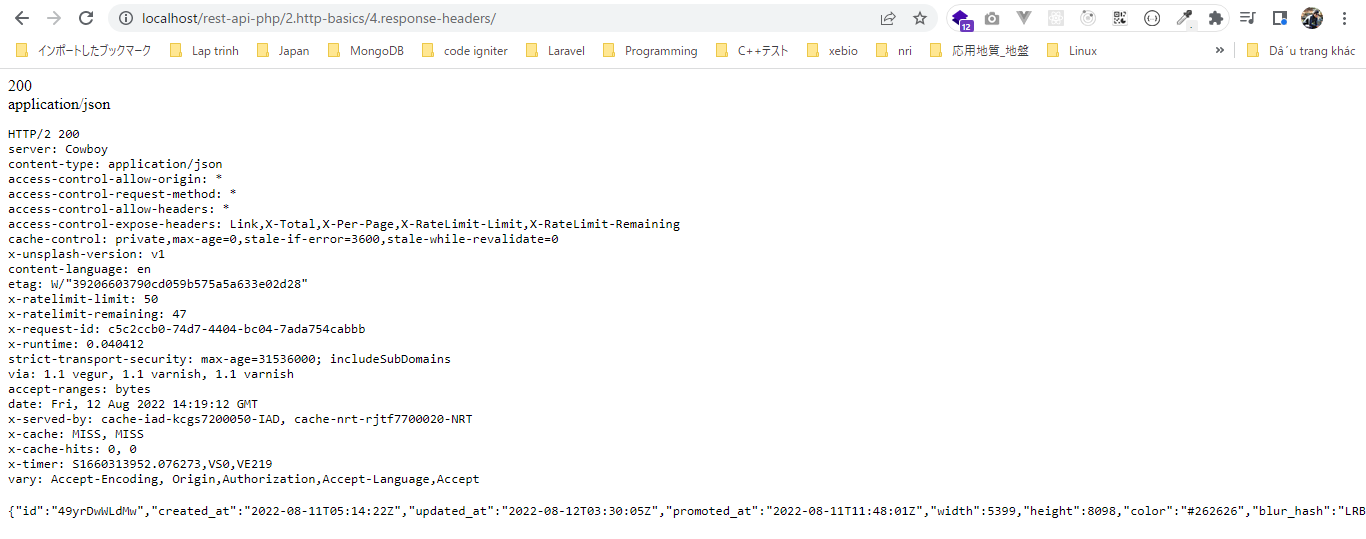 localhost/rest-api-php/2.http-basics/4.response-headers/
12
インポートしたブックマーク Lap trinh Japan MongoDB code igniter Laravel Programming C++テスト xebio nri 応用地質_地盤 Linux » Dấu trang khác
200
application/json
HTTP/2 200
server: Cowboy
content-type: application/json
access-control-allow-origin: *
access-control-request-method: *
access-control-allow-headers: *
access-control-expose-headers: Link,X-Total,X-Per-Page,X-RateLimit-Limit,X-RateLimit-Remaining
cache-control: private,max-age=0,stale-if-error=3600,stale-while-revalidate=0
x-unsplash-version: v1
content-language: en
etag: W/"39206603790cd059b575a5a633e02d28"
x-ratelimit-limit: 50
x-ratelimit-remaining: 47
x-request-id: c5c2ccb0-74d7-4404-bc04-7ada754cabbb
x-runtime: 0.040412
strict-transport-security: max-age=31536000; includeSubDomains
via: 1.1 vegur, 1.1 varnish, 1.1 varnish
accept-ranges: bytes
date: Fri, 12 Aug 2022 14:19:12 GMT
x-served-by: cache-iad-kcgs7200050-IAD, cache-nrt-rjtf7700020-NRT
x-cache: MISS, MISS
x-cache-hits: 0, 0
x-timer: S1660313952.076273,VS0,VE219
vary: Accept-Encoding, Origin,Authorization,Accept-Language,Accept
{"id":"49yrDwWLdMw","created_at":"2022-08-11T05:14:22Z","updated_at":"2022-08-12T03:30:05Z","promoted_at":"2022-08-11T11:48:01Z","width":5399,"height":8098,"color":"#262626","blur_hash":"LRB